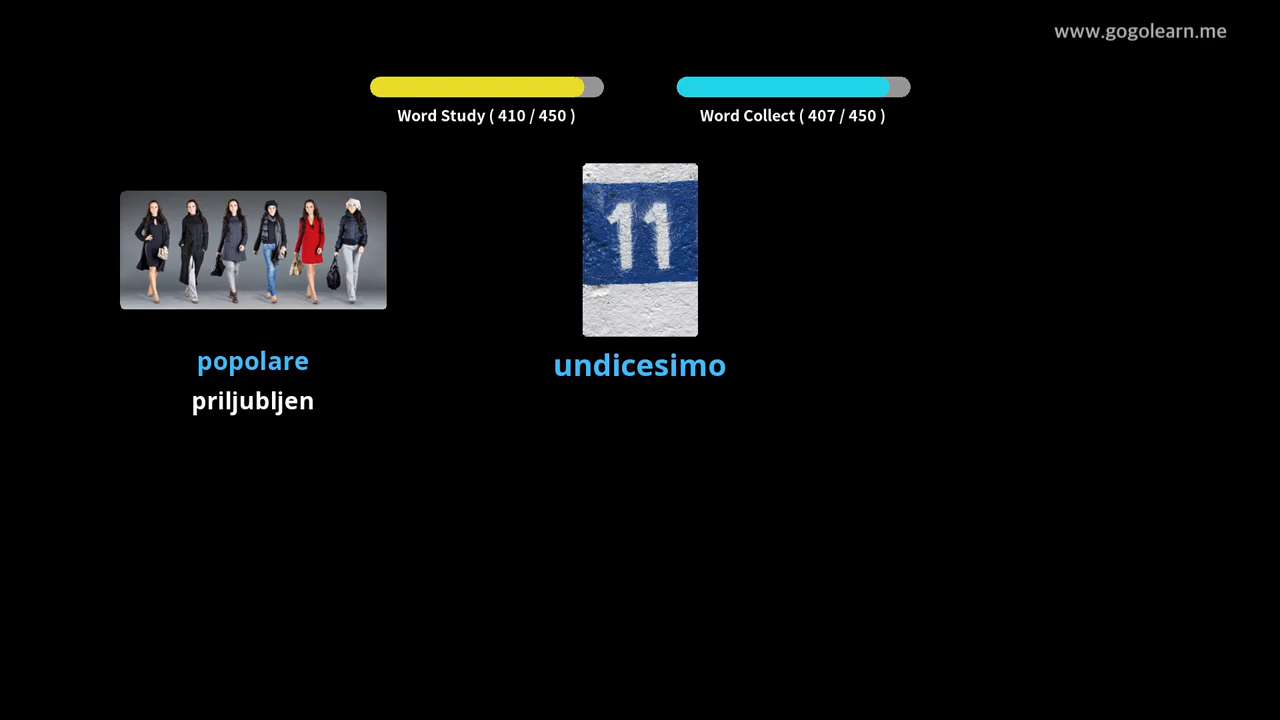 www.gogolearn.me
Word Study ( 410 / 450 )
Word Collect ( 407 / 450 )
11
popolare
priljubljen
undicesimo